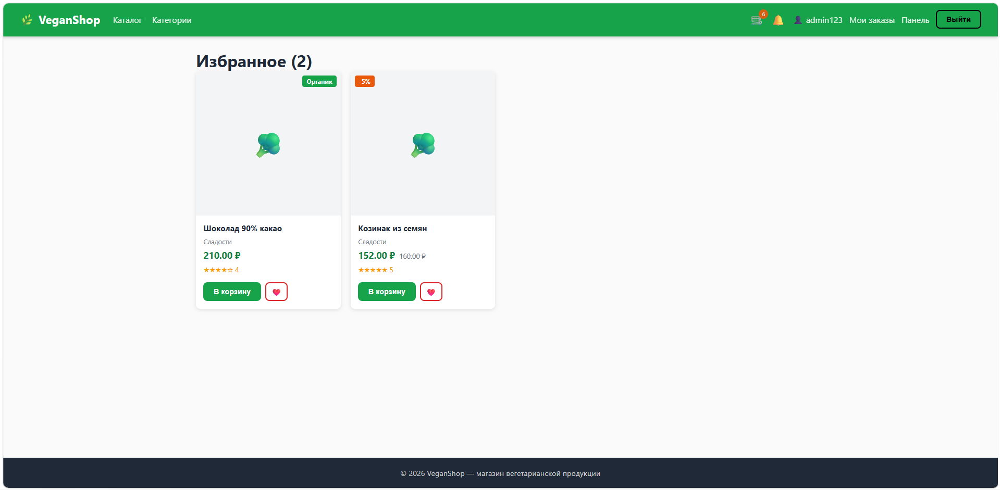 VeganShop Каталог Категории 6 admin123 Мои заказы Панель Выйти
Избранное (2)
Органик
-5%
Шоколад 90% какао
Сладости
210.00 ₽
★★★★☆ 4
В корзину
Козинак из семян
Сладости
152.00 ₽ 160.00 ₽
★★★★★ 5
В корзину
© 2026 VeganShop — магазин вегетарианской продукции